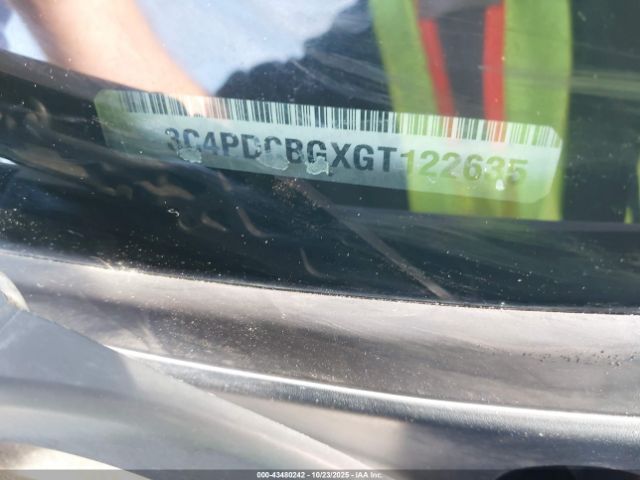 3C4PDCBGXGT122635
000-43480242 - 10/23/2025 - IAA Inc.